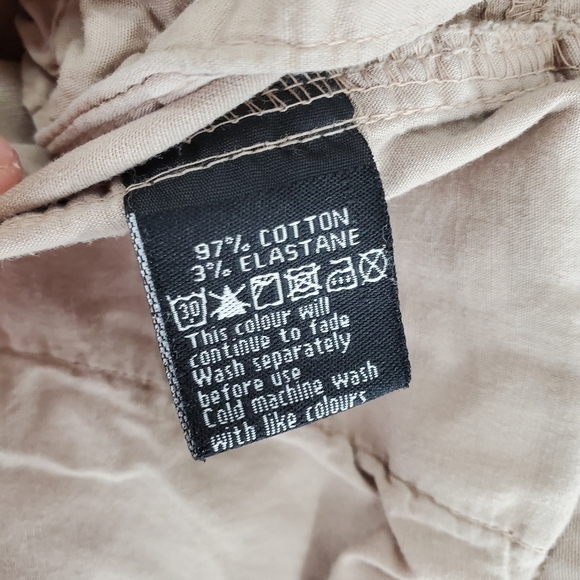 97% COTTON
3% ELASTANE
30
This colour will
continue to fade
Wash separately
before use
Cold machine wash
with like colours